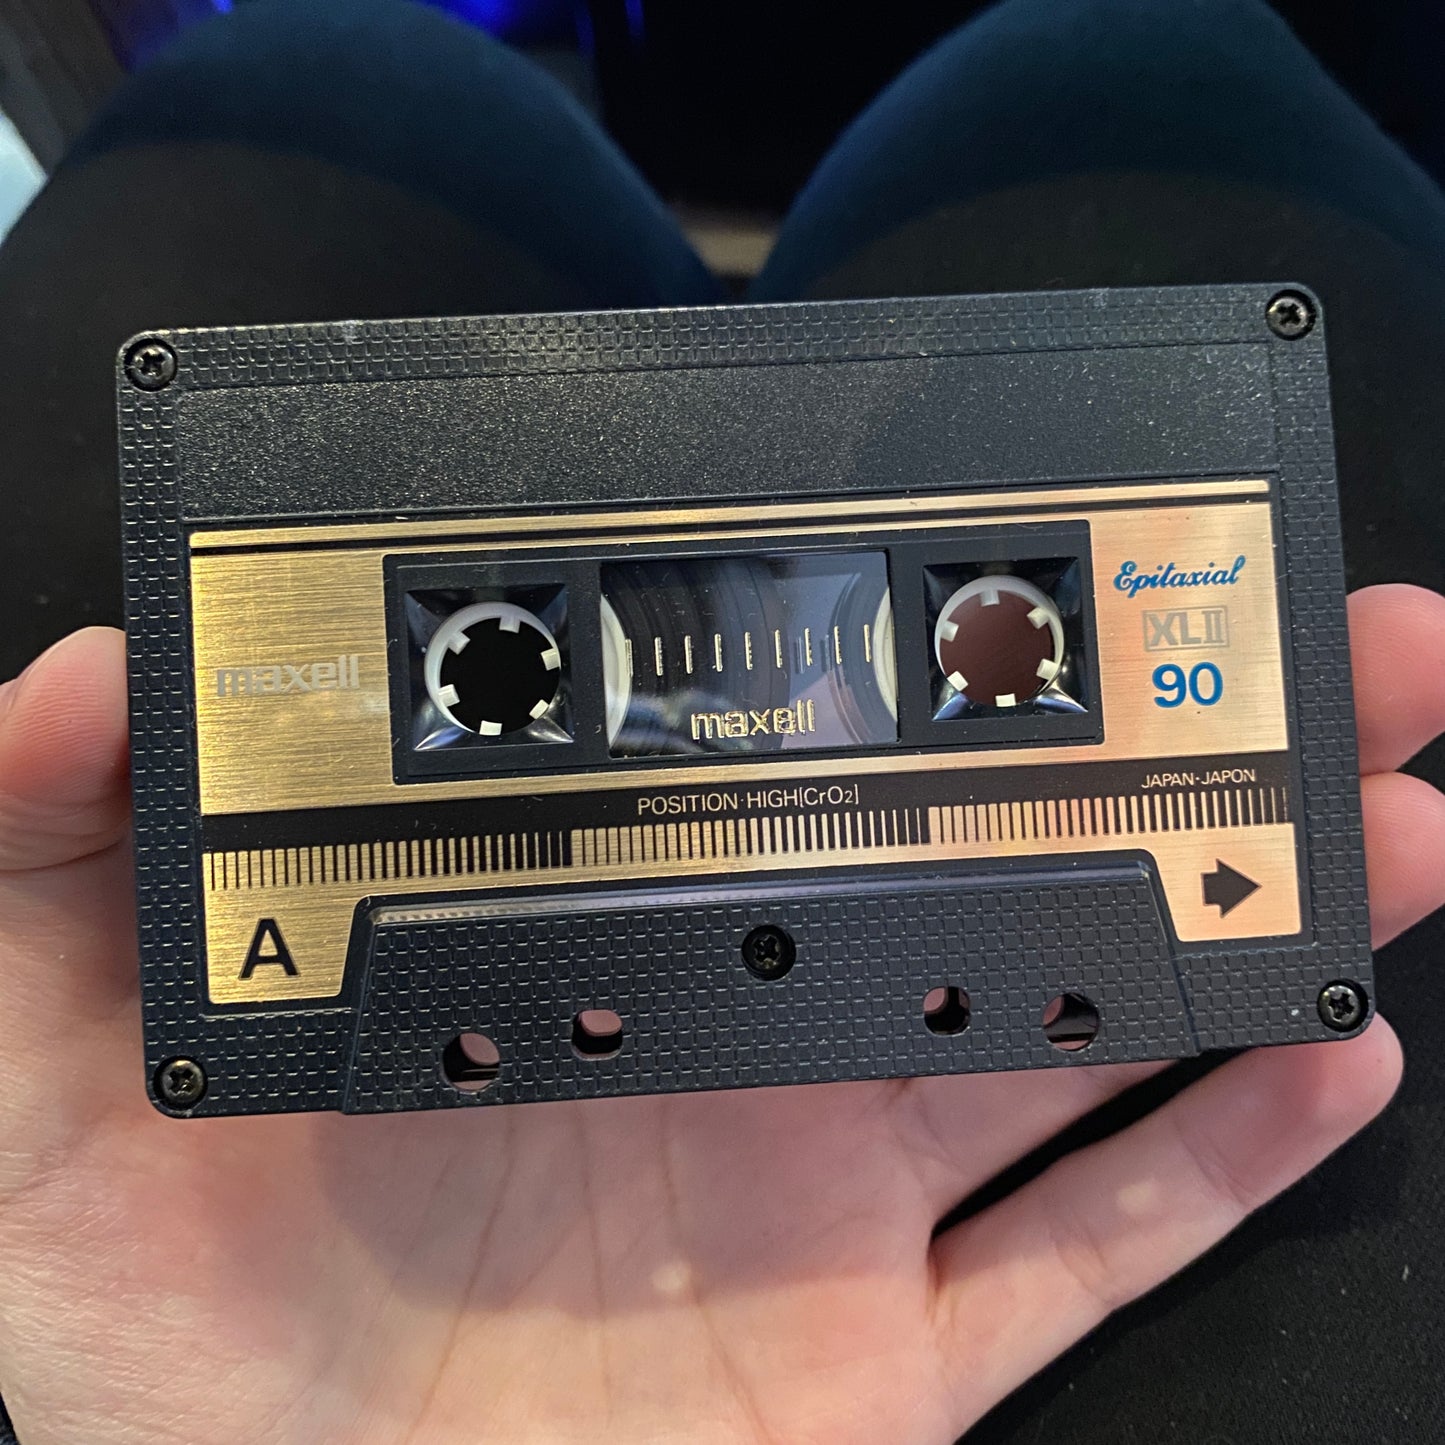 Epitaxial
XLII
90
maxell
maxell
POSITION·HIGH[CrO2]
JAPAN·JAPON
A